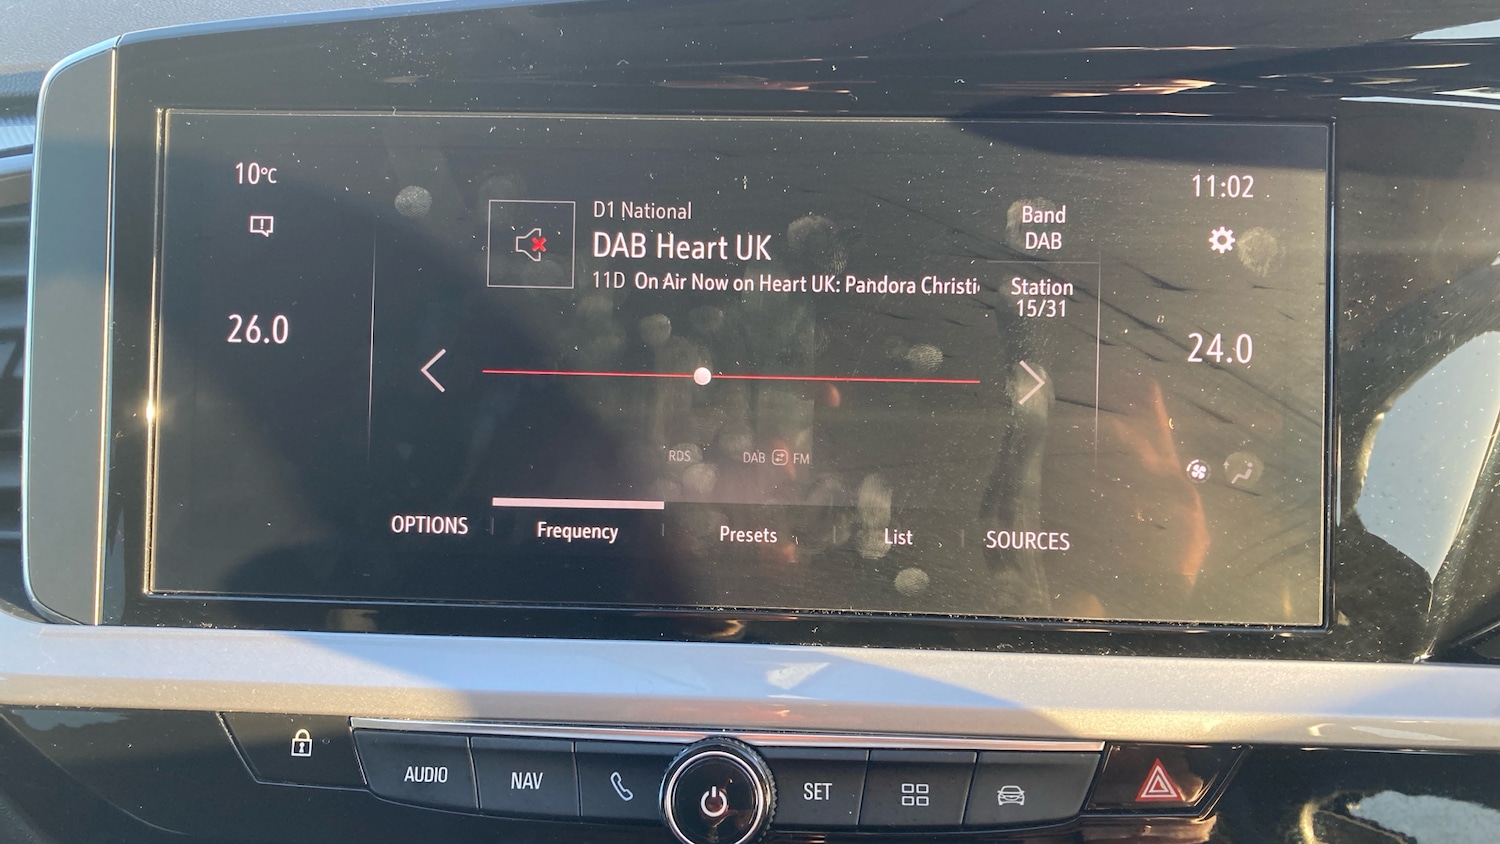 10°C
11:02
D1 National
DAB Heart UK
11D On Air Now on Heart UK: Pandora Christi
Band
DAB
Station
15/31
26.0
24.0
RDS
DAB FM
OPTIONS
Frequency
Presets
List
SOURCES
AUDIO
NAV
SET